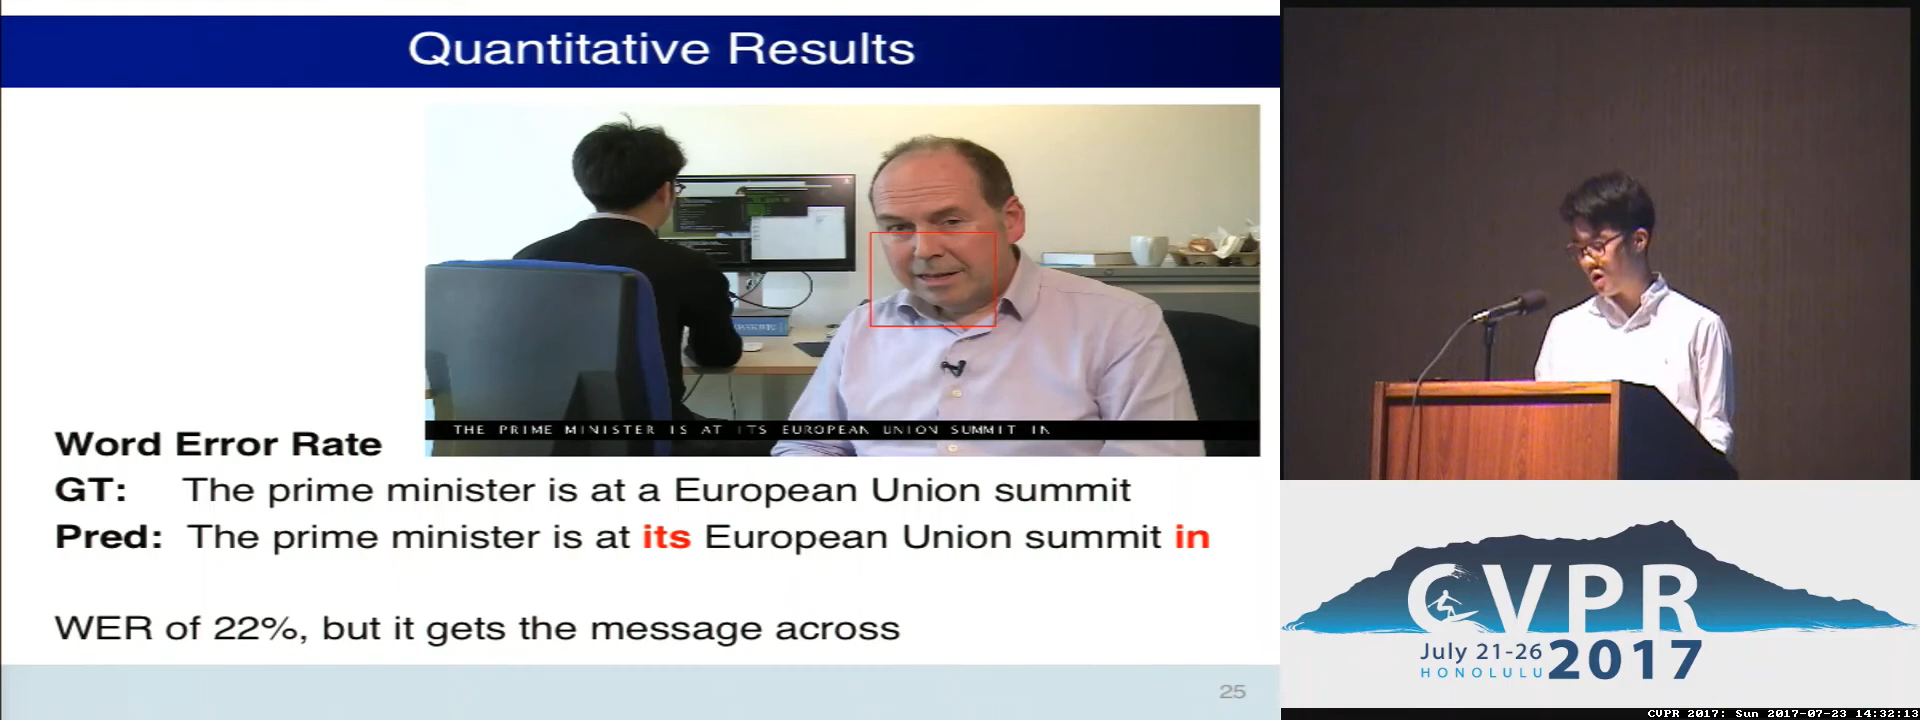 Quantitative Results
THE PRIME MINISTER IS AT ITS EUROPEAN UNION SUMMIT IN
Word Error Rate
GT: The prime minister is at a European Union summit
Pred: The prime minister is at its European Union summit in
WER of 22%, but it gets the message across
25
CVPR
July 21-26
HONOLULU
2017
CVPR 2017: Sun 2017-07-23 14:32:13